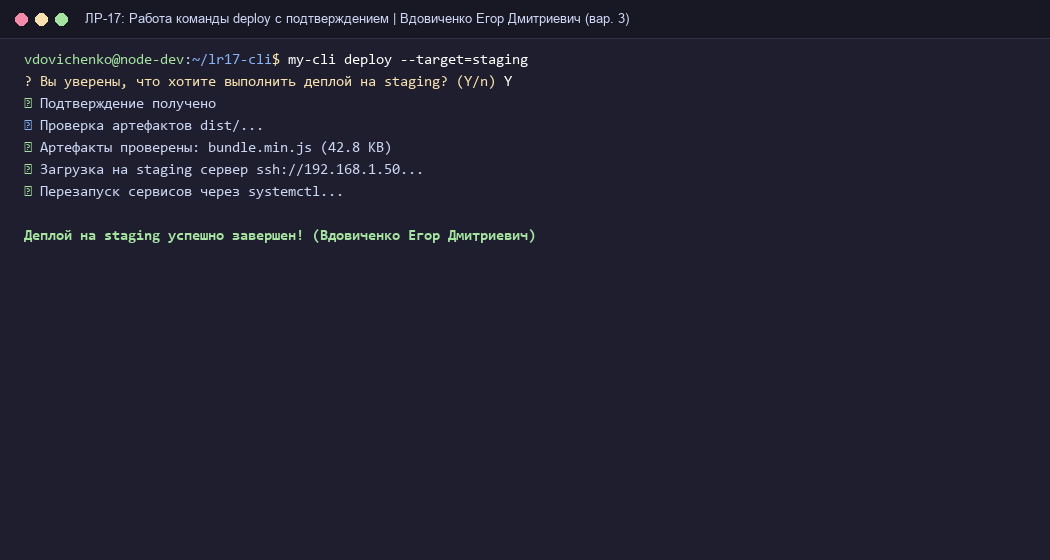 ЛР-17: Работа команды deploy с подтверждением | Вдовиченко Егор Дмитриевич (вар. 3)
vdovichenko@node-dev:~/lr17-cli$ my-cli deploy --target=staging
? Вы уверены, что хотите выполнить деплой на staging? (Y/n) Y
Подтверждение получено
Проверка артефактов dist/...
Артефакты проверены: bundle.min.js (42.8 KB)
Загрузка на staging сервер ssh://192.168.1.50...
Перезапуск сервисов через systemctl...
Деплой на staging успешно завершен! (Вдовиченко Егор Дмитриевич)